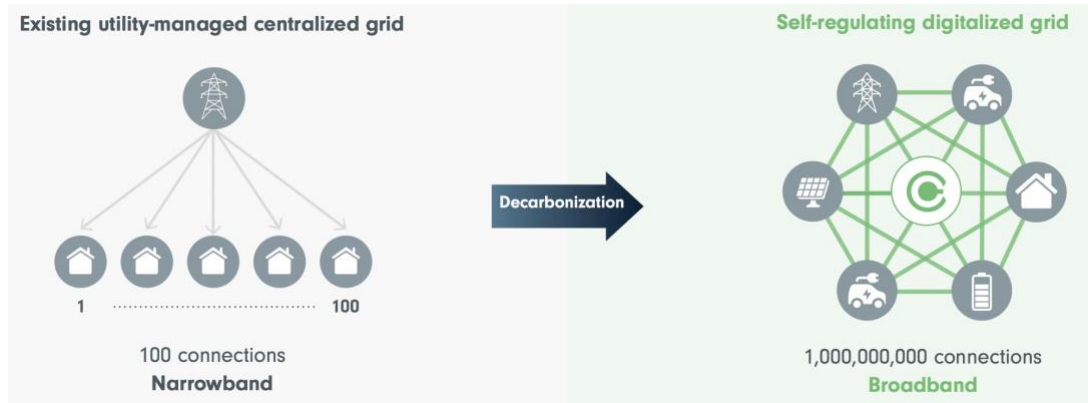 Existing utility-managed centralized grid
1 ........................ 100
100 connections
Narrowband
Decarbonization
Self-regulating digitalized grid
1,000,000,000 connections
Broadband